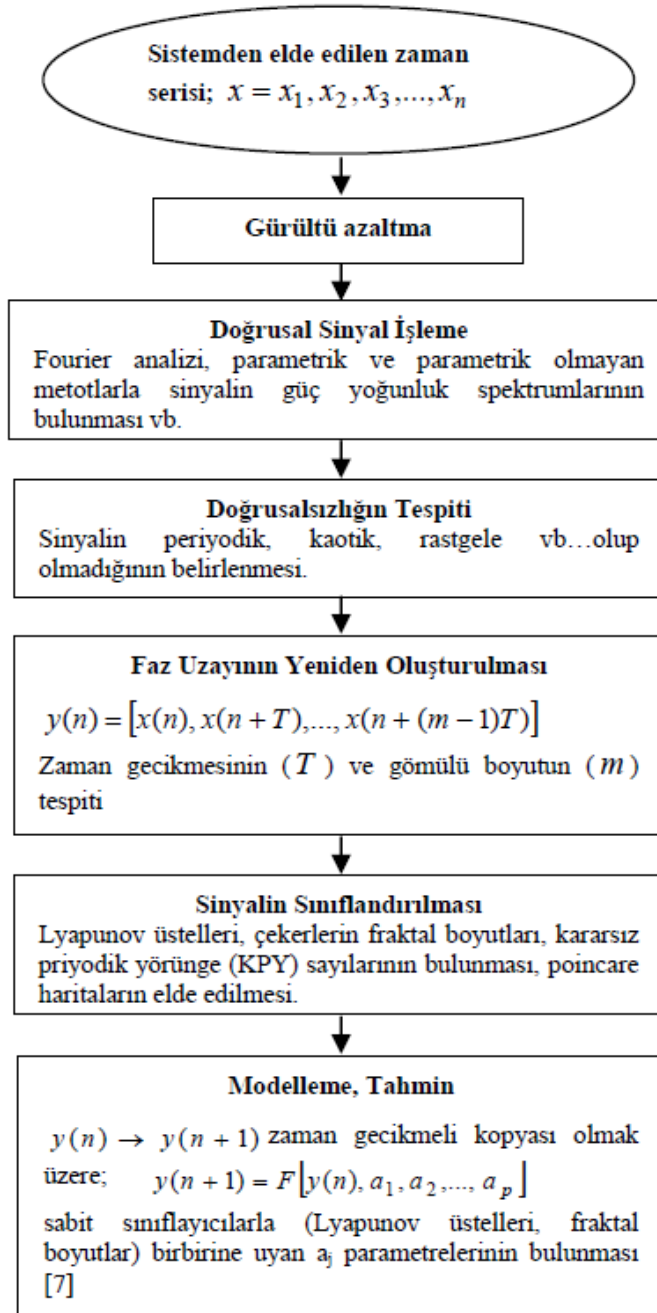 Sistemden elde edilen zaman
serisi; x = x₁, x₂, x₃,..., xₙ
Gürültü azaltma
Doğrusal Sinyal İşleme
Fourier analizi, parametrik ve parametrik olmayan
metotlarla sinyalin güç yoğunluk spektrumlarının
bulunması vb.
Doğrusalsızlığın Tespiti
Sinyalin periyodik, kaotik, rastgele vb…olup
olmadığının belirlenmesi.
Faz Uzayının Yeniden Oluşturulması
y(n) = [x(n), x(n + T),..., x(n + (m − 1)T)]
Zaman gecikmesinin (T) ve gömülü boyutun (m)
tespiti
Sinyalin Sınıflandırılması
Lyapunov üstelleri, çekerlerin fraktal boyutları, kararsız
priyodik yörünge (KPY) sayılarının bulunması, poincare
haritaların elde edilmesi.
Modelleme, Tahmin
y(n) → y(n + 1) zaman gecikmeli kopyası olmak
üzere; y(n + 1) = F[y(n), a₁, a₂,..., aₚ]
sabit sınıflayıcılarla (Lyapunov üstelleri, fraktal
boyutlar) birbirine uyan aⱼ parametrelerinin bulunması
[7]